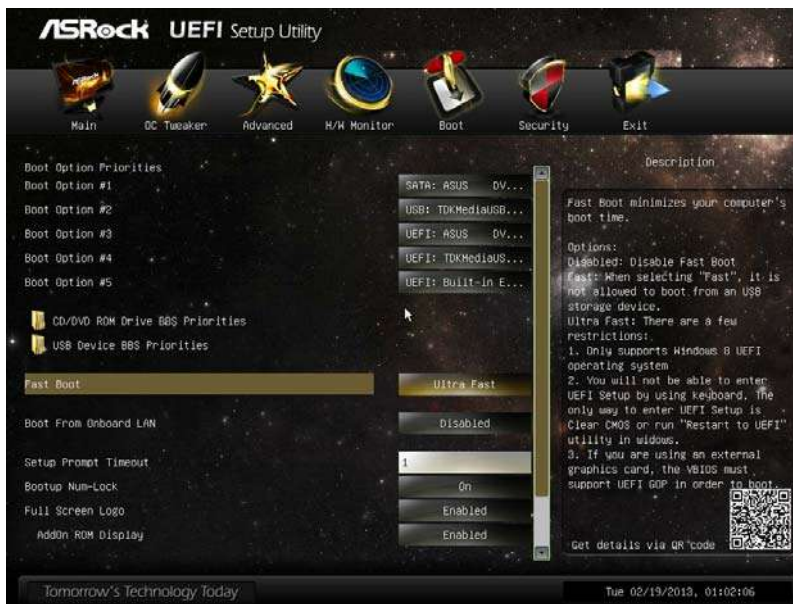 ASRock UEFI Setup Utility
Main OC Tweaker Advanced H/W Monitor Boot Security Exit
Boot Option Priorities
Boot Option #1 SATA: ASUS DV...
Boot Option #2 USB: TDKMediaUSB...
Boot Option #3 UEFI: ASUS DV...
Boot Option #4 UEFI: TDKMediaUS...
Boot Option #5 UEFI: Built-in E...
CD/DVD ROM Drive BBS Priorities
USB Device BBS Priorities
Fast Boot Ultra Fast
Boot From Onboard LAN Disabled
Setup Prompt Timeout 1
Bootup Num-Lock On
Full Screen Logo Enabled
AddOn ROM Display Enabled
Description
Fast Boot minimizes your computer's
boot time.
Options:
Disabled: Disable Fast Boot
Fast: When selecting "Fast", it is
not allowed to boot from an USB
storage device.
Ultra Fast: There are a few
restrictions:
1. Only supports Windows 8 UEFI
operating system
2. You will not be able to enter
UEFI Setup by using keyboard. The
only way to enter UEFI Setup is
Clear CMOS or run "Restart to UEFI"
utility in widows.
3. If you are using an external
graphics card, the VBIOS must
support UEFI GOP in order to boot.
Get details via QR code
Tomorrow's Technology Today
Tue 02/19/2013, 01:02:06